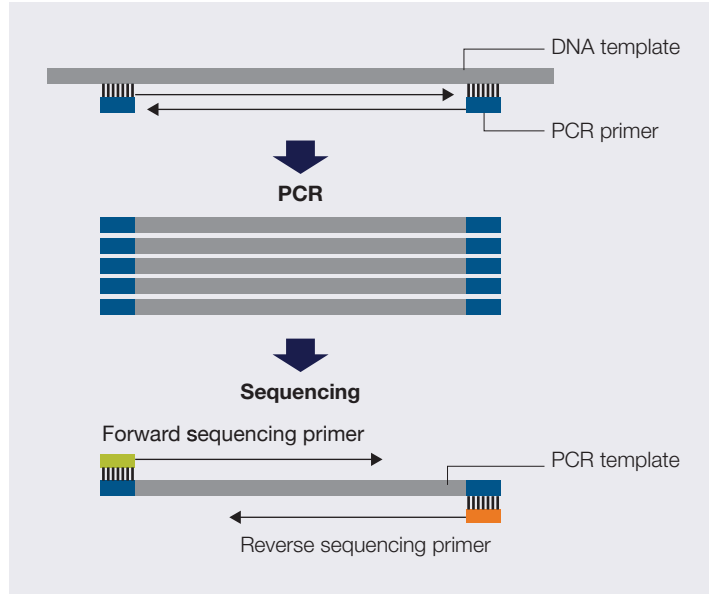 DNA template
PCR primer
PCR
Sequencing
Forward sequencing primer
PCR template
Reverse sequencing primer